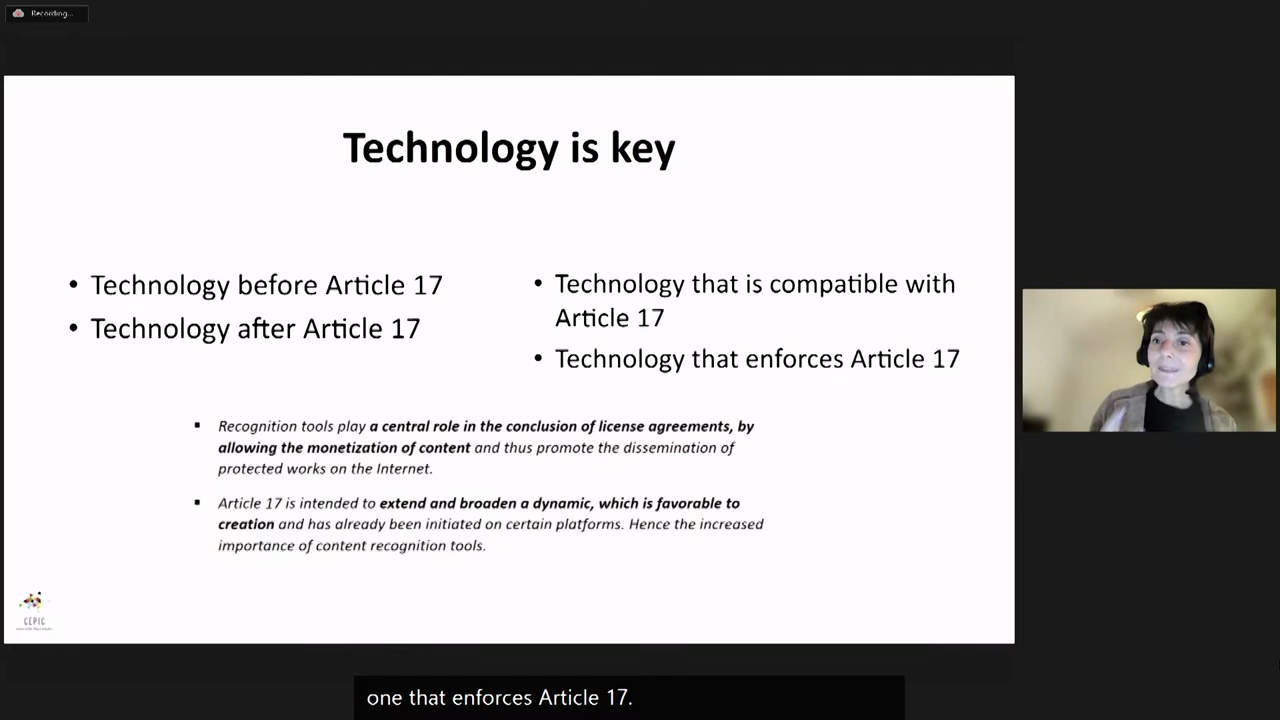 Recording...
Technology is key
• Technology before Article 17
• Technology after Article 17
• Technology that is compatible with
Article 17
• Technology that enforces Article 17
▪ Recognition tools play a central role in the conclusion of license agreements, by
allowing the monetization of content and thus promote the dissemination of
protected works on the Internet.
▪ Article 17 is intended to extend and broaden a dynamic, which is favorable to
creation and has already been initiated on certain platforms. Hence the increased
importance of content recognition tools.
CEPIC
one that enforces Article 17.